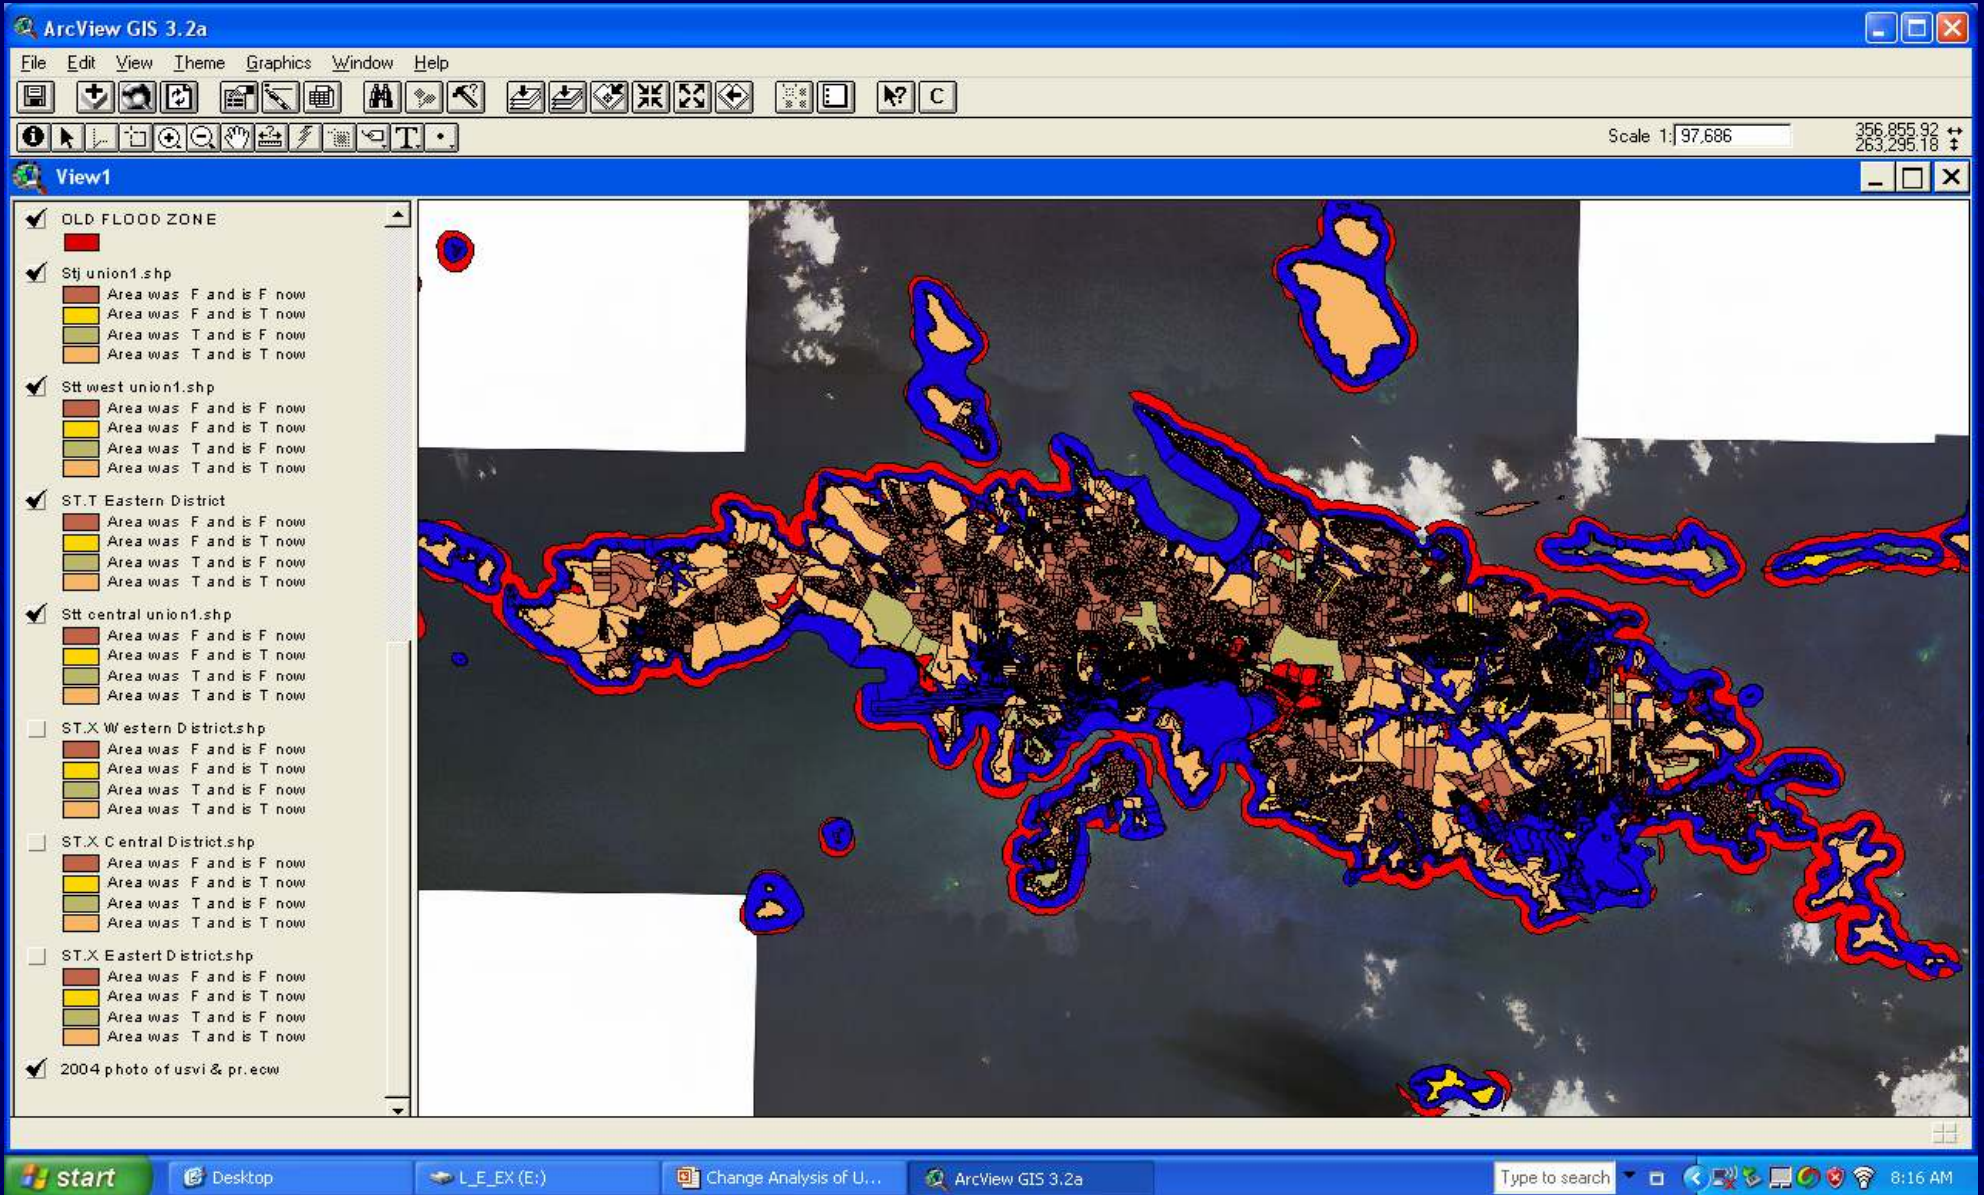 ArcView GIS 3.2a
File Edit View Theme Graphics Window Help
C
T
Scale 1: 97,686
356,855.92
263,295.18
View1
OLD FLOOD ZONE
Stj union1.shp
Area was F and is F now
Area was F and is T now
Area was T and is F now
Area was T and is T now
Stt west union1.shp
Area was F and is F now
Area was F and is T now
Area was T and is F now
Area was T and is T now
ST.T Eastern District
Area was F and is F now
Area was F and is T now
Area was T and is F now
Area was T and is T now
Stt central union1.shp
Area was F and is F now
Area was F and is T now
Area was T and is F now
Area was T and is T now
ST.X Western District.shp
Area was F and is F now
Area was F and is T now
Area was T and is F now
Area was T and is T now
ST.X Central District.shp
Area was F and is F now
Area was F and is T now
Area was T and is F now
Area was T and is T now
ST.X Eastert District.shp
Area was F and is F now
Area was F and is T now
Area was T and is F now
Area was T and is T now
2004 photo of usvi & pr.ecw
start Desktop L_E_EX (E:) Change Analysis of U... ArcView GIS 3.2a Type to search 8:16 AM